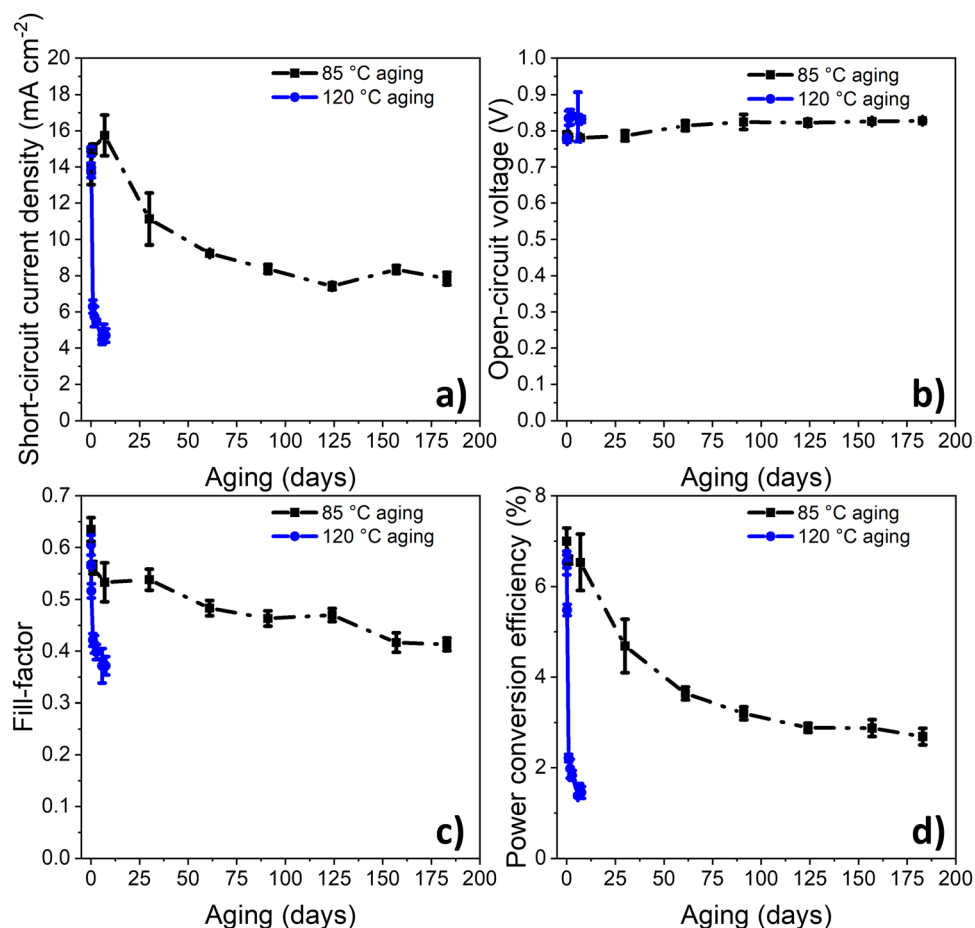 20
18
16
14
12
10
8
6
4
2
0
Short-circuit current density (mA cm-2)
85 °C aging
120 °C aging
a)
0 25 50 75 100 125 150 175 200
Aging (days)
1.0
0.9
0.8
0.7
0.6
0.5
0.4
0.3
0.2
0.1
0.0
Open-circuit voltage (V)
85 °C aging
120 °C aging
b)
0 25 50 75 100 125 150 175 200
Aging (days)
0.7
0.6
0.5
0.4
0.3
0.2
0.1
0.0
Fill-factor
85 °C aging
120 °C aging
c)
0 25 50 75 100 125 150 175 200
Aging (days)
8
6
4
2
0
Power conversion efficiency (%)
85 °C aging
120 °C aging
d)
0 25 50 75 100 125 150 175 200
Aging (days)